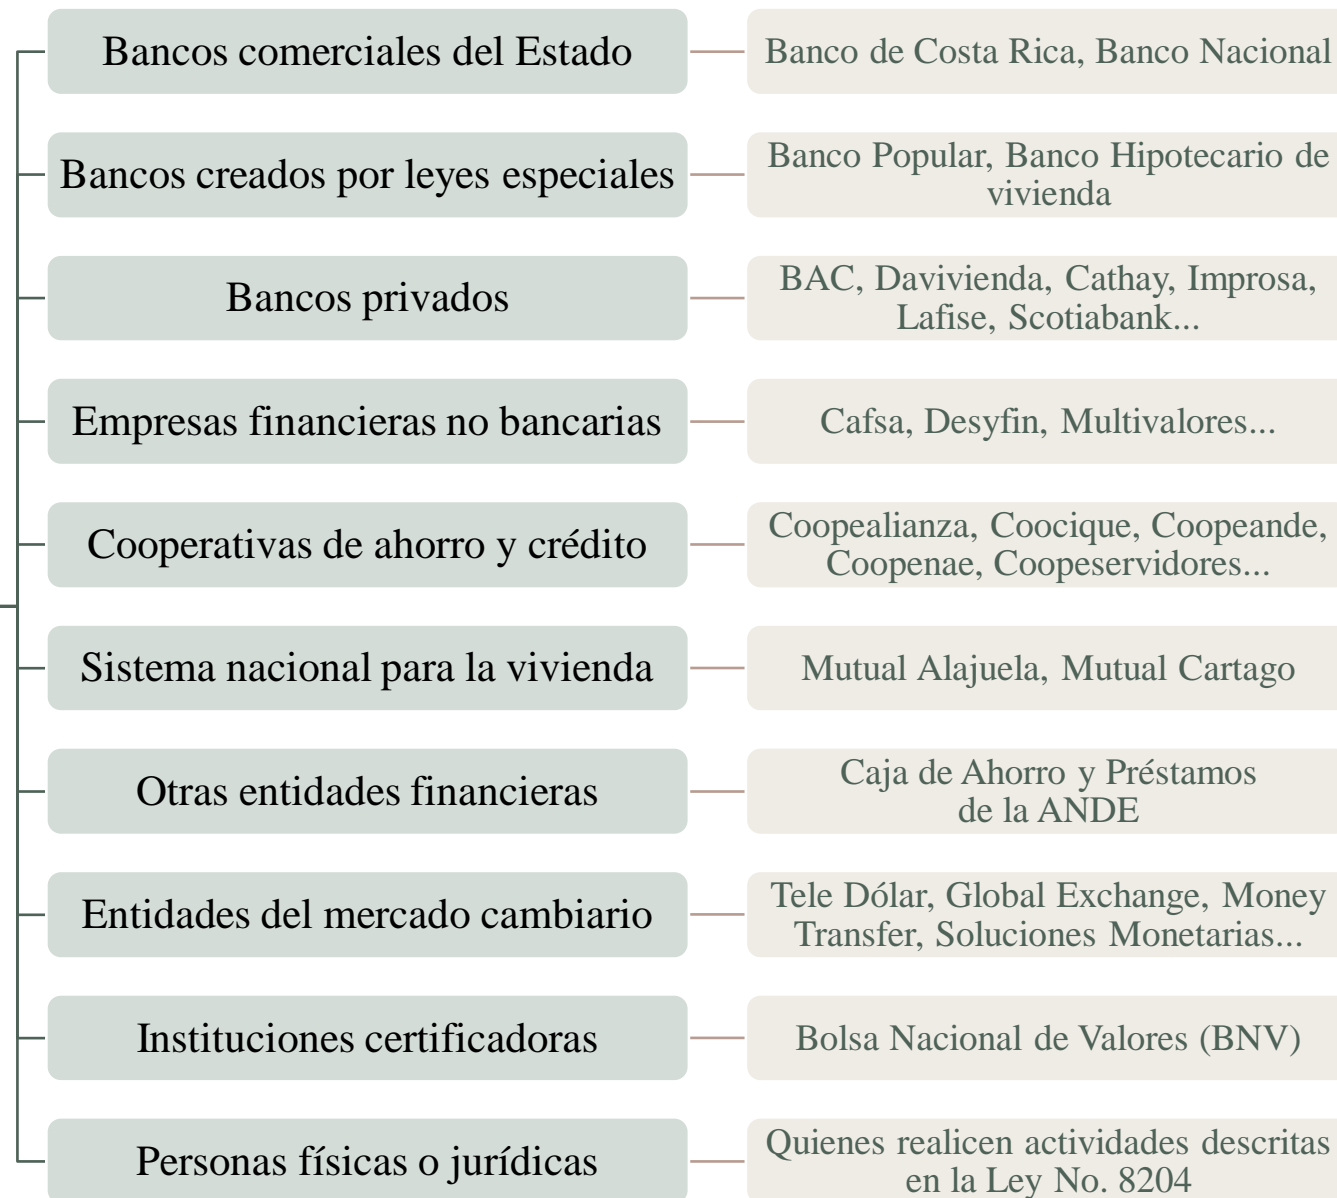 Bancos comerciales del Estado
Banco de Costa Rica, Banco Nacional
Bancos creados por leyes especiales
Banco Popular, Banco Hipotecario de
vivienda
Bancos privados
BAC, Davivienda, Cathay, Improsa,
Lafise, Scotiabank...
Empresas financieras no bancarias
Cafsa, Desyfin, Multivalores...
Cooperativas de ahorro y crédito
Coopealianza, Coocique, Coopeande,
Coopenae, Coopeservidores...
Sistema nacional para la vivienda
Mutual Alajuela, Mutual Cartago
Otras entidades financieras
Caja de Ahorro y Préstamos
de la ANDE
Entidades del mercado cambiario
Tele Dólar, Global Exchange, Money
Transfer, Soluciones Monetarias...
Instituciones certificadoras
Bolsa Nacional de Valores (BNV)
Personas físicas o jurídicas
Quienes realicen actividades descritas
en la Ley No. 8204